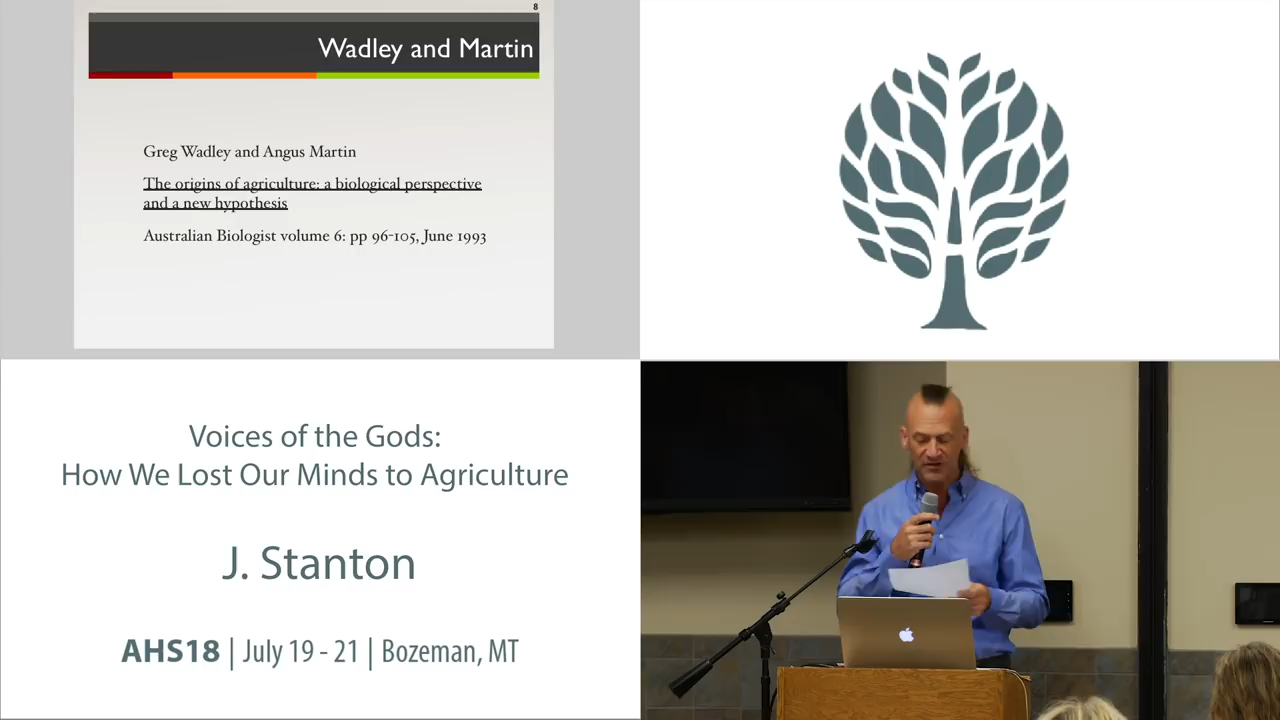 8
Wadley and Martin
Greg Wadley and Angus Martin
The origins of agriculture: a biological perspective
and a new hypothesis
Australian Biologist volume 6: pp 96-105, June 1993
Voices of the Gods:
How We Lost Our Minds to Agriculture
J. Stanton
AHS18 | July 19 - 21 | Bozeman, MT